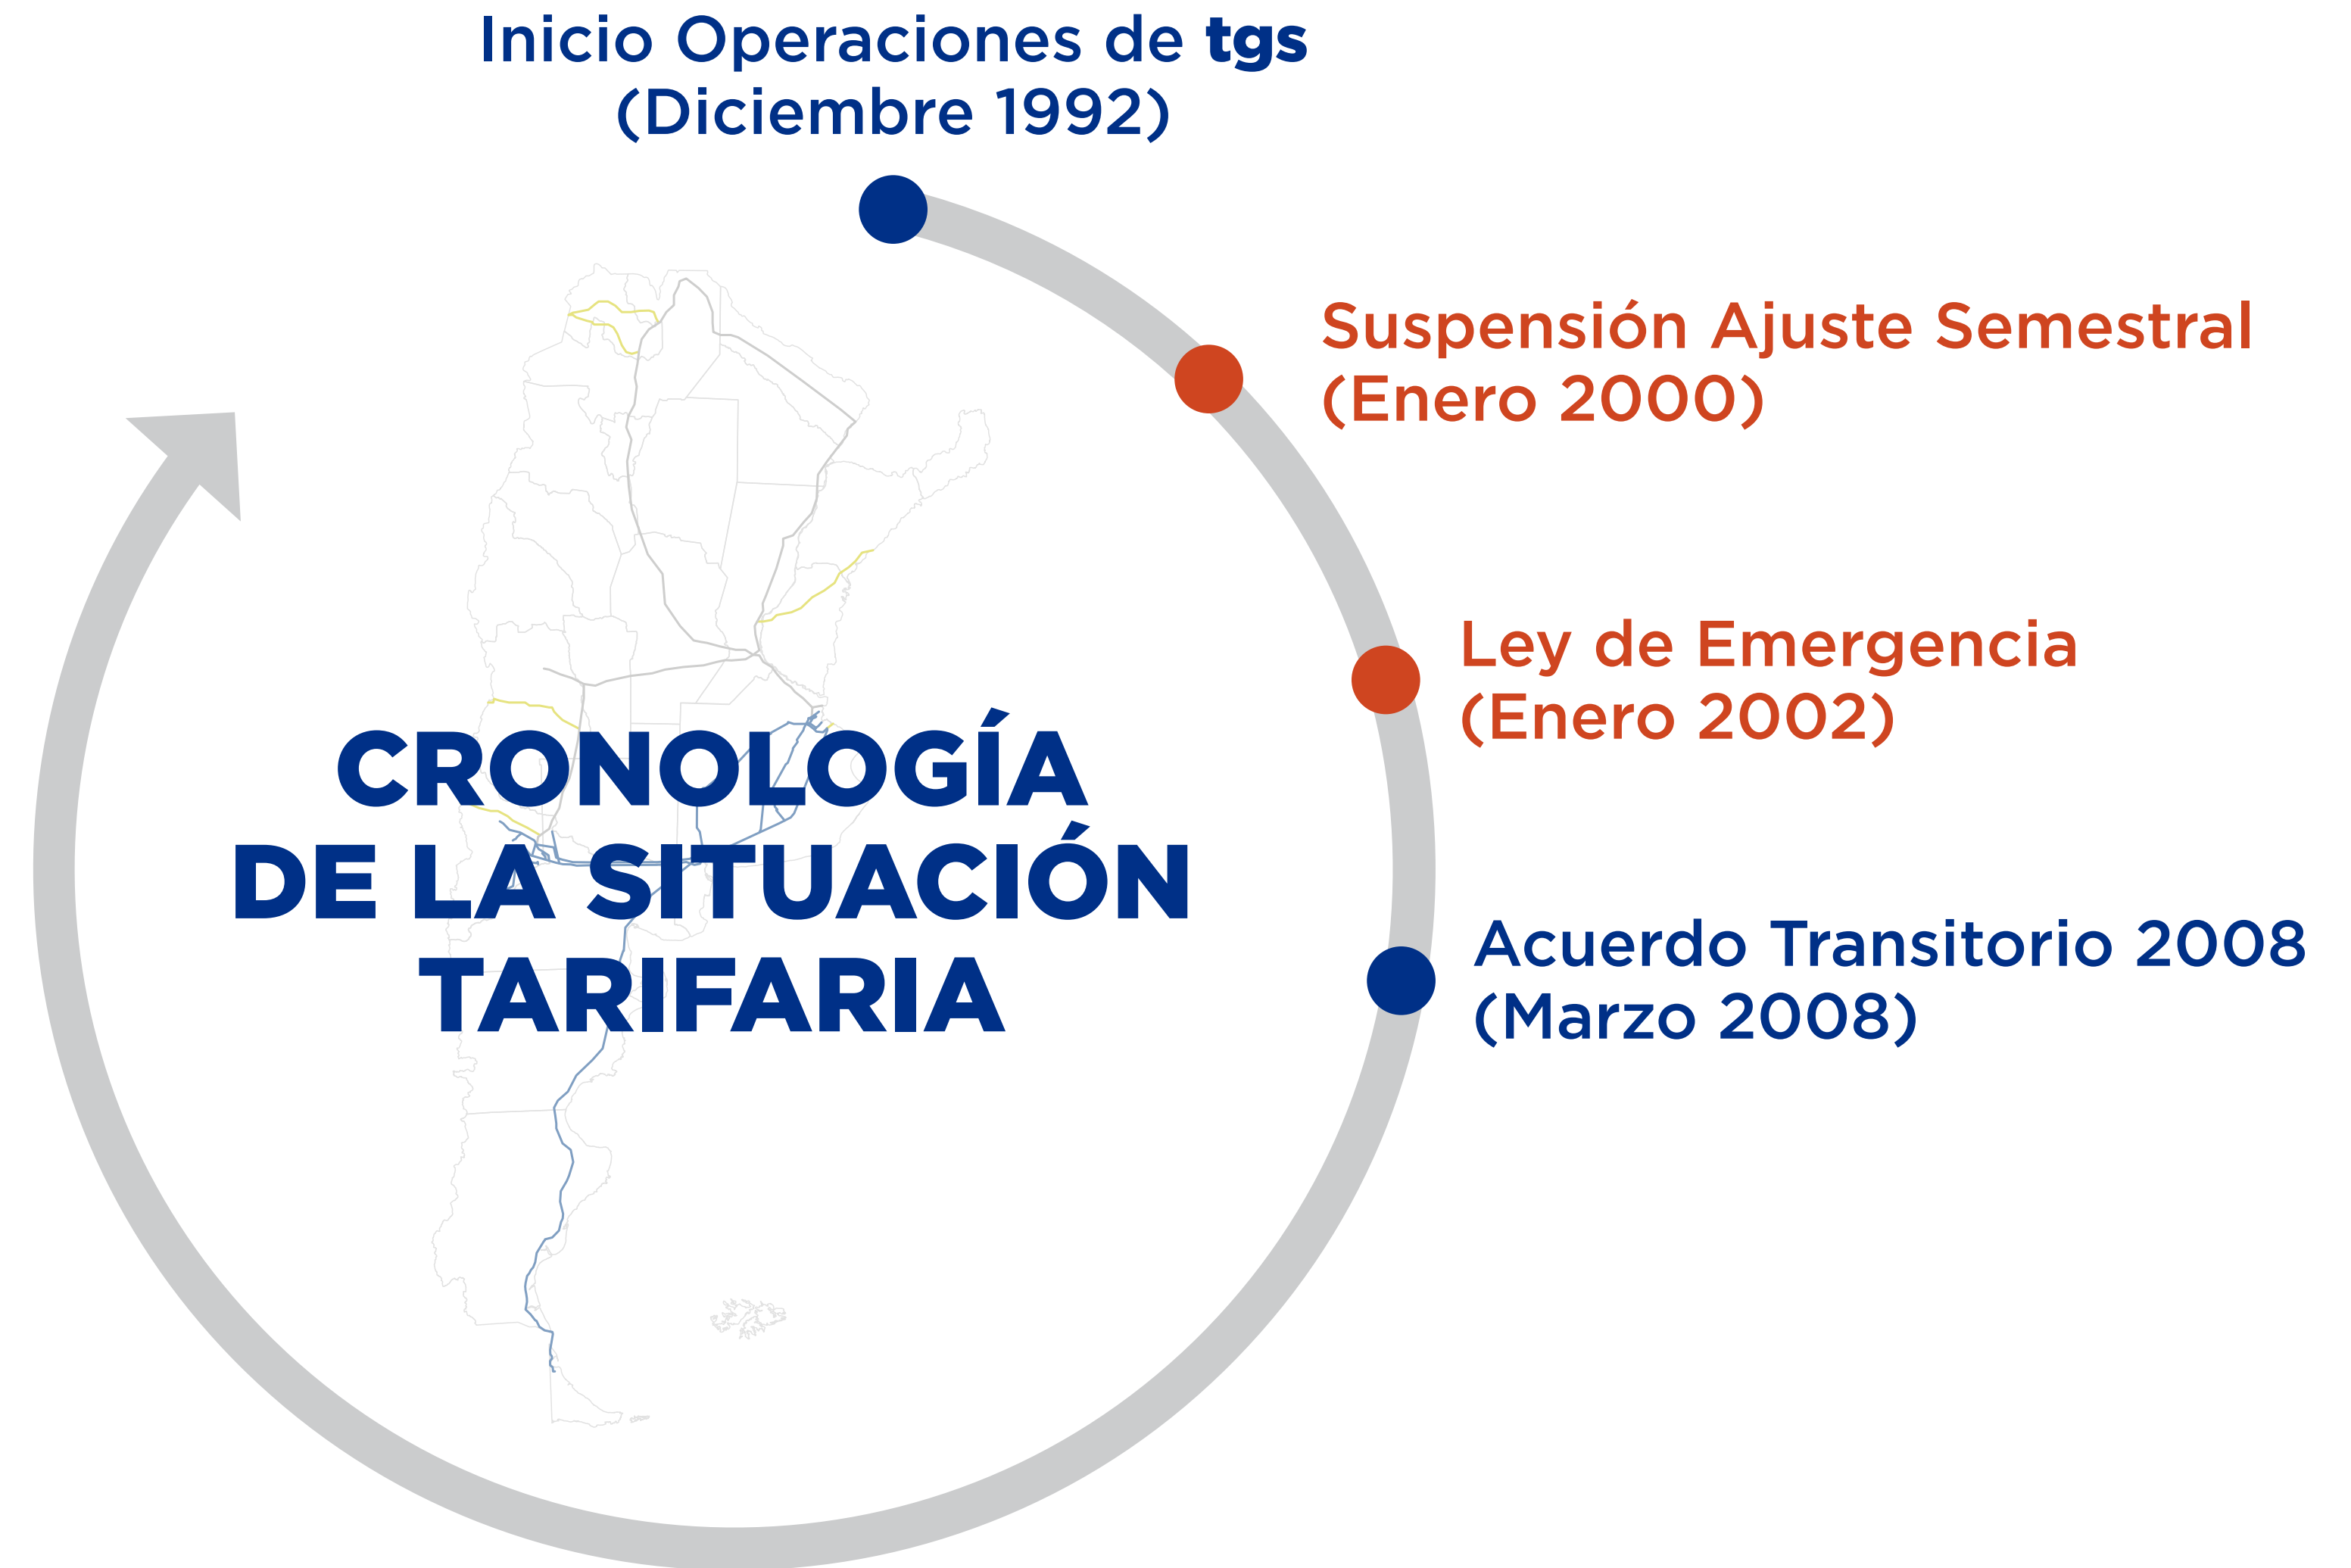 Inicio Operaciones de tgs
(Diciembre 1992)
Suspensión Ajuste Semestral
(Enero 2000)
Ley de Emergencia
(Enero 2002)
CRONOLOGÍA
DE LA SITUACIÓN
TARIFARIA
Acuerdo Transitorio 2008
(Marzo 2008)